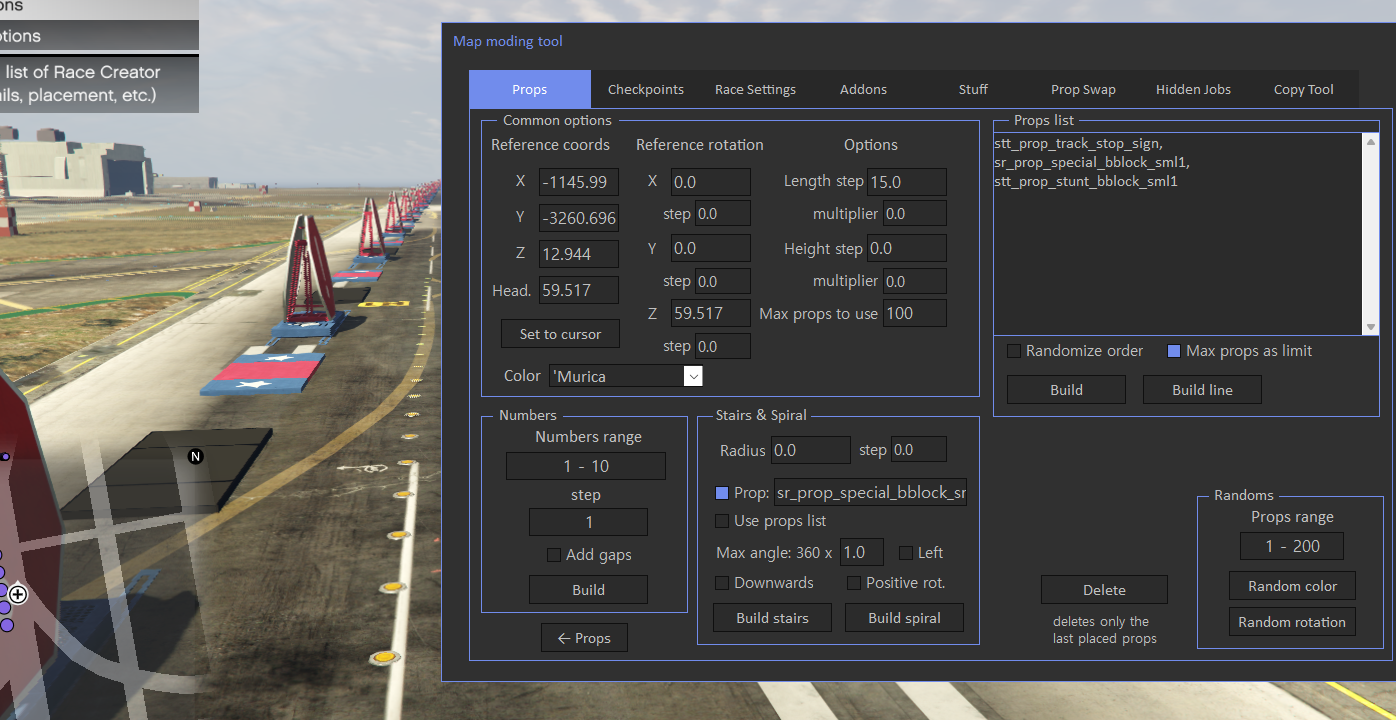 ons
otions
list of Race Creator
ails, placement, etc.)
N
Map moding tool
Props
Checkpoints
Race Settings
Addons
Stuff
Prop Swap
Hidden Jobs
Copy Tool
Common options
Reference coords
Reference rotation
Options
X -1145.99
X 0.0
Length step 15.0
step 0.0
multiplier 0.0
Y -3260.696
Y 0.0
Height step 0.0
Z 12.944
step 0.0
multiplier 0.0
Head. 59.517
Z 59.517
Max props to use 100
Set to cursor
step 0.0
Color 'Murica
Props list
stt_prop_track_stop_sign,
sr_prop_special_bblock_sml1,
stt_prop_stunt_bblock_sml1
Randomize order
Max props as limit
Build
Build line
Numbers
Numbers range
1 - 10
step
1
Add gaps
Build
← Props
Stairs & Spiral
Radius 0.0
step 0.0
Prop: sr_prop_special_bblock_sr
Use props list
Max angle: 360 x 1.0
Left
Downwards
Positive rot.
Build stairs
Build spiral
Delete
deletes only the
last placed props
Randoms
Props range
1 - 200
Random color
Random rotation